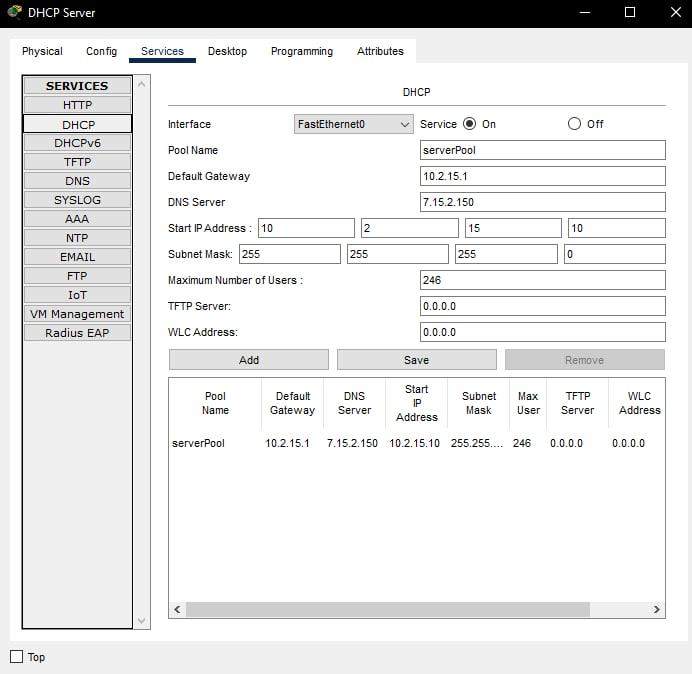 DHCP Server
Physical Config Services Desktop Programming Attributes
SERVICES
HTTP
DHCP
DHCPv6
TFTP
DNS
SYSLOG
AAA
NTP
EMAIL
FTP
IoT
VM Management
Radius EAP
DHCP
Interface FastEthernet0 Service On Off
Pool Name serverPool
Default Gateway 10.2.15.1
DNS Server 7.15.2.150
Start IP Address : 10 2 15 10
Subnet Mask: 255 255 255 0
Maximum Number of Users : 246
TFTP Server: 0.0.0.0
WLC Address: 0.0.0.0
Add Save Remove
Pool Name Default Gateway DNS Server Start IP Address Subnet Mask Max User TFTP Server WLC Address
serverPool 10.2.15.1 7.15.2.150 10.2.15.10 255.255.... 246 0.0.0.0 0.0.0.0
Top